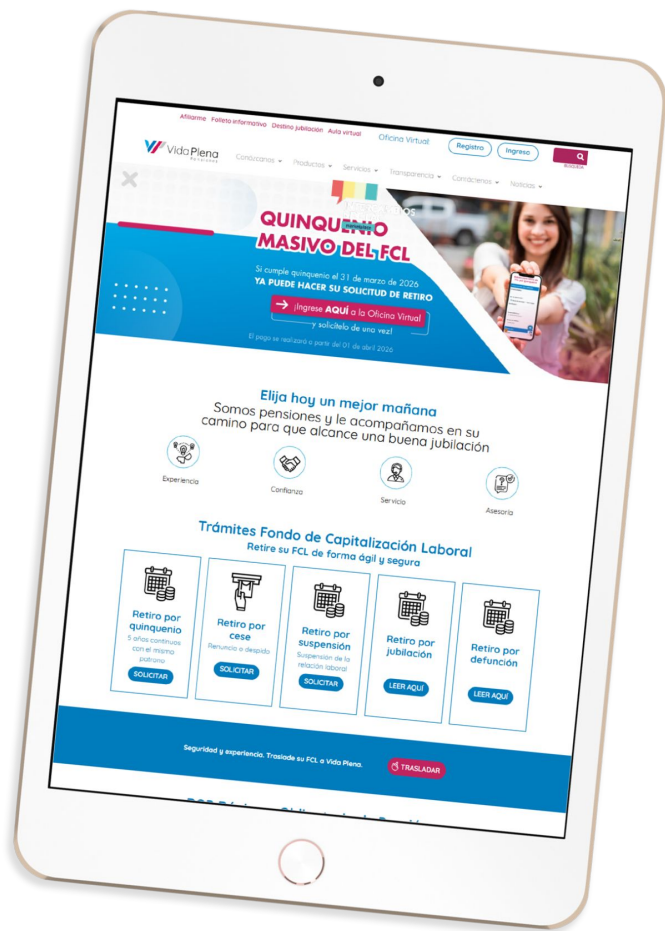 Afiliarme Folleto informativo Destino jubilación Aula virtual Oficina Virtual Registro Ingreso
Vida Plena
Conózcanos Productos Servicios Transparencia Contáctenos Noticias
QUINQUENIO
MASIVO DEL FCL
Si cumple quinquenio el 31 de marzo de 2026
YA PUEDE HACER SU SOLICITUD DE RETIRO
¡Ingrese AQUÍ a la Oficina Virtual
y solicítelo de una vez!
El pago se realizará a partir del 01 de abril 2026
Elija hoy un mejor mañana
Somos pensiones y le acompañamos en su
camino para que alcance una buena jubilación
Experiencia
Confianza
Servicio
Asesoría
Trámites Fondo de Capitalización Laboral
Retire su FCL de forma ágil y segura
Retiro por
quinquenio
5 años continuos
con el mismo
patrono
SOLICITAR
Retiro por
cese
Renuncia o despido
SOLICITAR
Retiro por
suspensión
Suspensión de la
relación laboral
SOLICITAR
Retiro por
jubilación
LEER AQUÍ
Retiro por
defunción
LEER AQUÍ
Seguridad y experiencia. Traslade su FCL a Vida Plena.
TRASLADAR